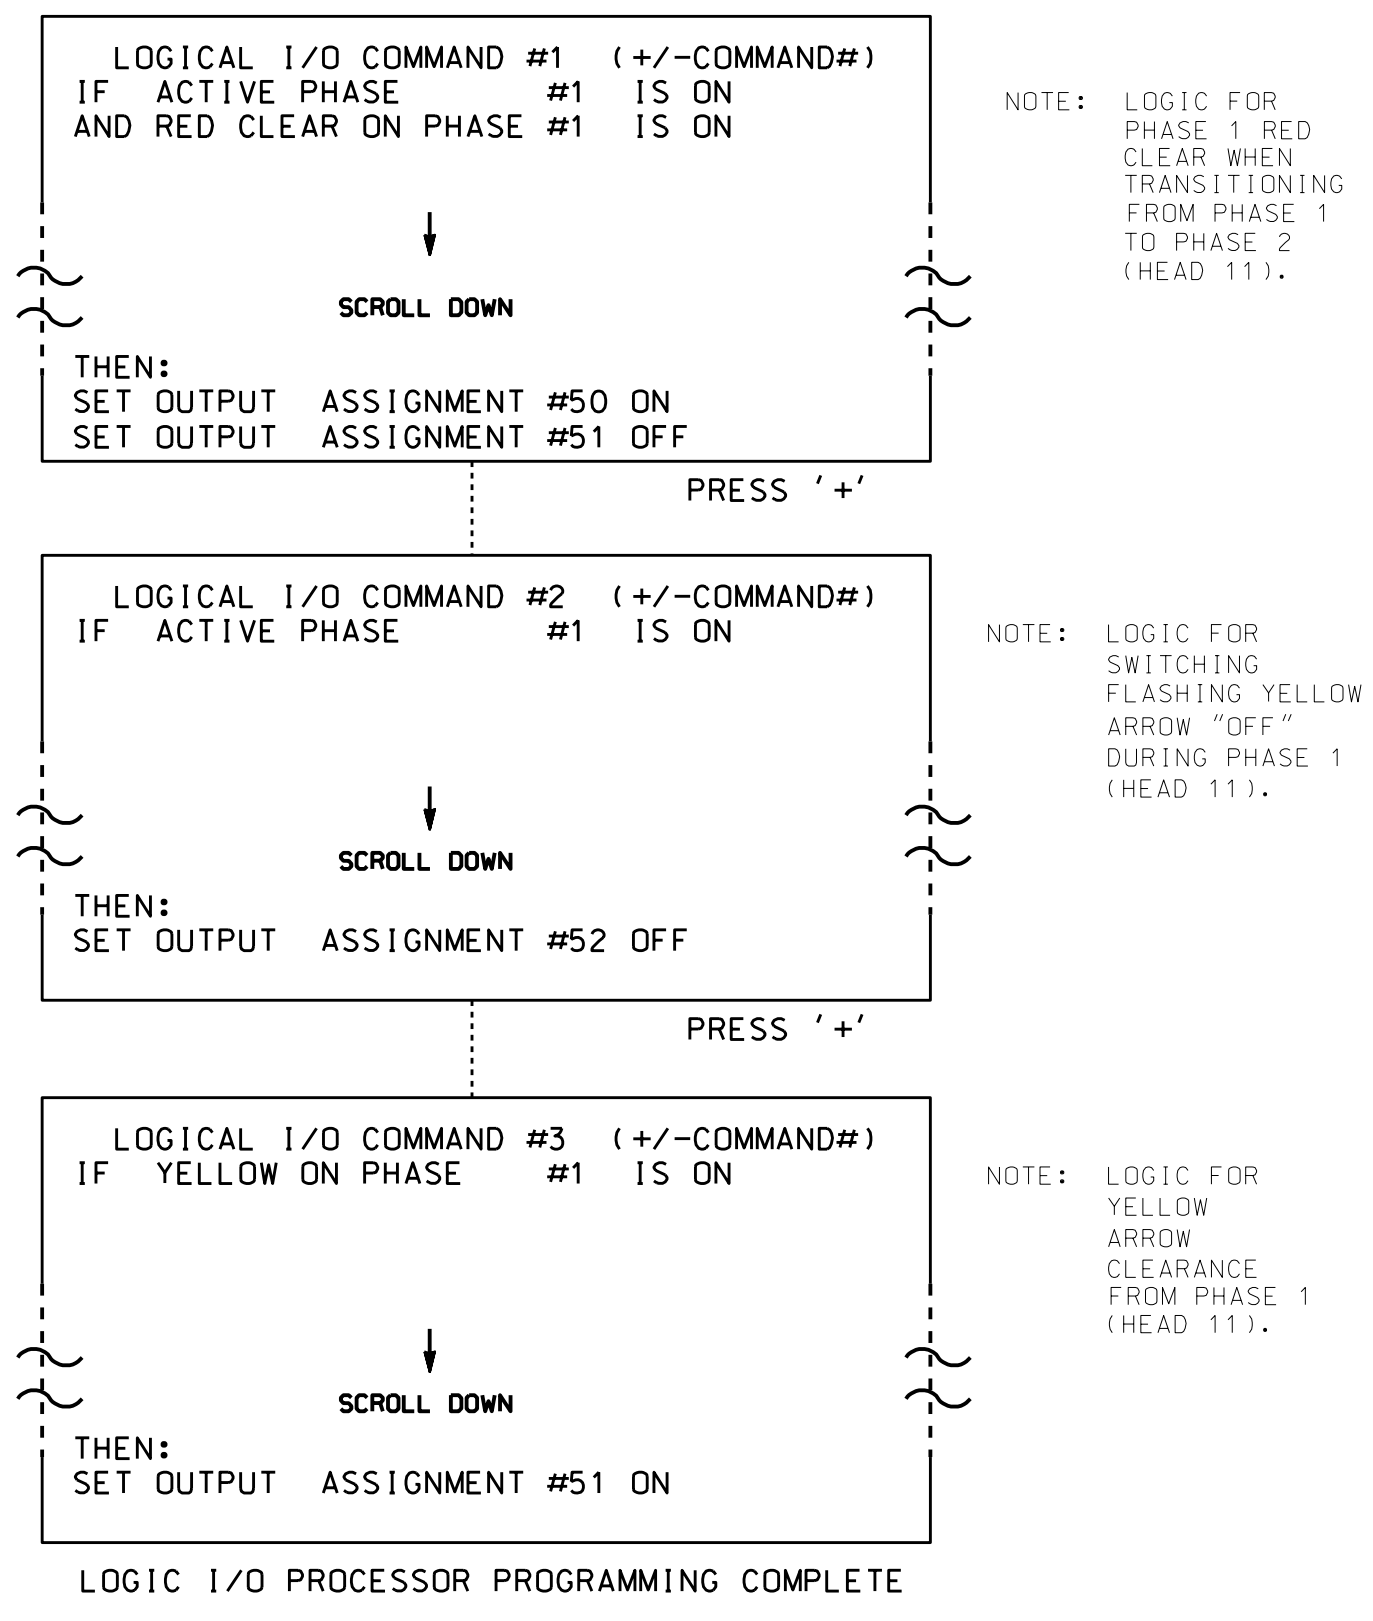 LOGICAL I/O COMMAND #1 (+/-COMMAND#)
IF ACTIVE PHASE #1 IS ON
AND RED CLEAR ON PHASE #1 IS ON
SCROLL DOWN
THEN:
SET OUTPUT ASSIGNMENT #50 ON
SET OUTPUT ASSIGNMENT #51 OFF
NOTE: LOGIC FOR
PHASE 1 RED
CLEAR WHEN
TRANSITIONING
FROM PHASE 1
TO PHASE 2
(HEAD 11).
PRESS '+'
LOGICAL I/O COMMAND #2 (+/-COMMAND#)
IF ACTIVE PHASE #1 IS ON
SCROLL DOWN
THEN:
SET OUTPUT ASSIGNMENT #52 OFF
NOTE: LOGIC FOR
SWITCHING
FLASHING YELLOW
ARROW "OFF"
DURING PHASE 1
(HEAD 11).
PRESS '+'
LOGICAL I/O COMMAND #3 (+/-COMMAND#)
IF YELLOW ON PHASE #1 IS ON
SCROLL DOWN
THEN:
SET OUTPUT ASSIGNMENT #51 ON
NOTE: LOGIC FOR
YELLOW
ARROW
CLEARANCE
FROM PHASE 1
(HEAD 11).
LOGIC I/O PROCESSOR PROGRAMMING COMPLETE